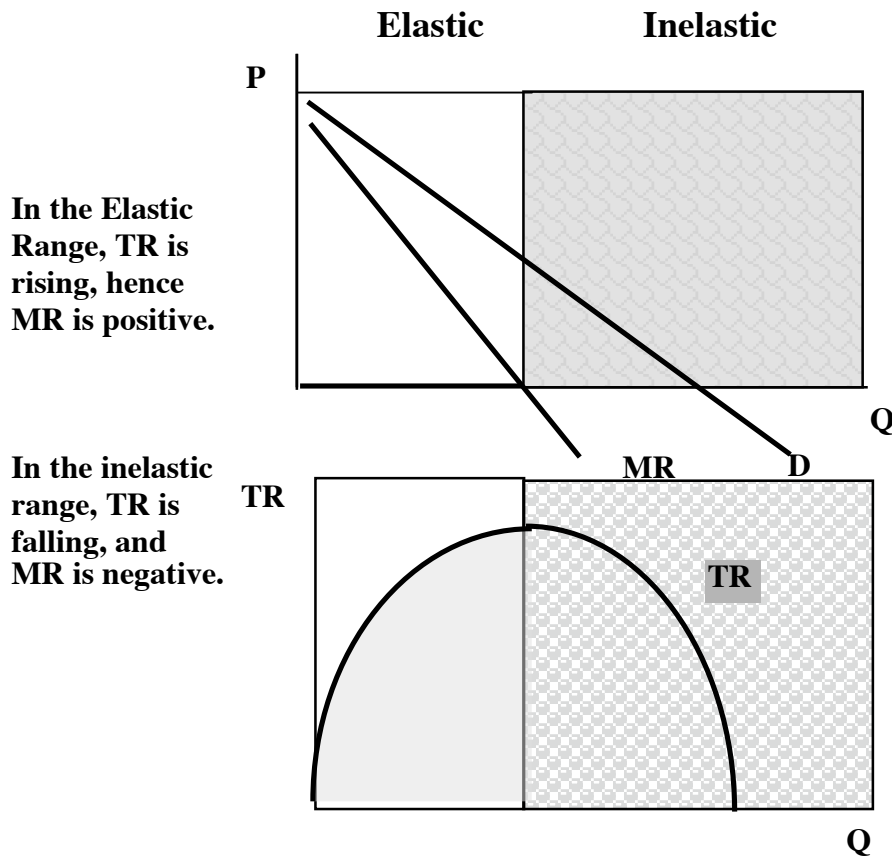 Elastic Inelastic
P
In the Elastic
Range, TR is
rising, hence
MR is positive.
Q
MR D
In the inelastic
range, TR is
falling, and
MR is negative.
TR
TR
Q